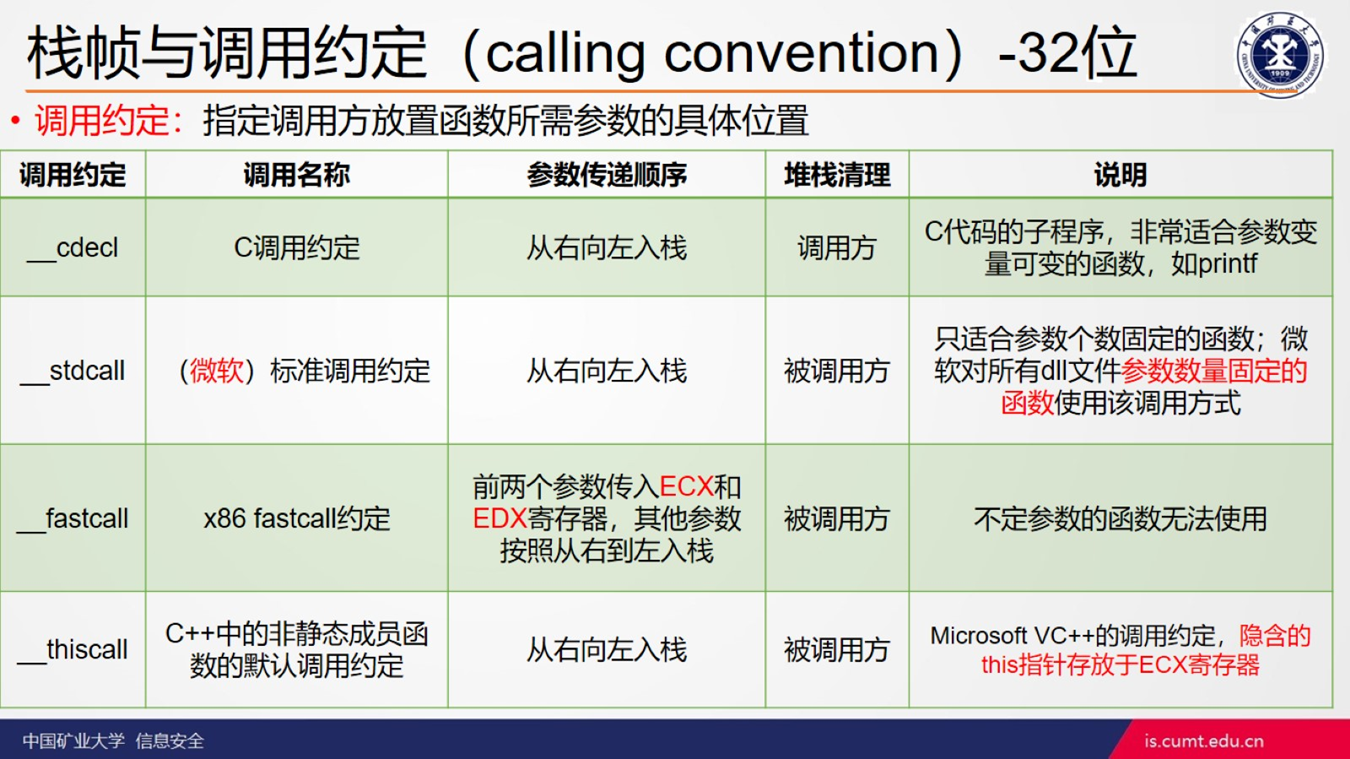 栈帧与调用约定（calling convention）-32位
• 调用约定：指定调用方放置函数所需参数的具体位置
调用约定 调用名称 参数传递顺序 堆栈清理 说明
__cdecl C调用约定 从右向左入栈 调用方
C代码的子程序，非常适合参数变
量可变的函数，如printf
__stdcall （微软）标准调用约定 从右向左入栈 被调用方
只适合参数个数固定的函数；微
软对所有dll文件参数数量固定的
函数使用该调用方式
__fastcall x86 fastcall约定
前两个参数传入ECX和
EDX寄存器，其他参数
按照从右到左入栈
被调用方 不定参数的函数无法使用
__thiscall
C++中的非静态成员函
数的默认调用约定
从右向左入栈 被调用方
Microsoft VC++的调用约定，隐含的
this指针存放于ECX寄存器
中国矿业大学 信息安全
is.cumt.edu.cn
1909